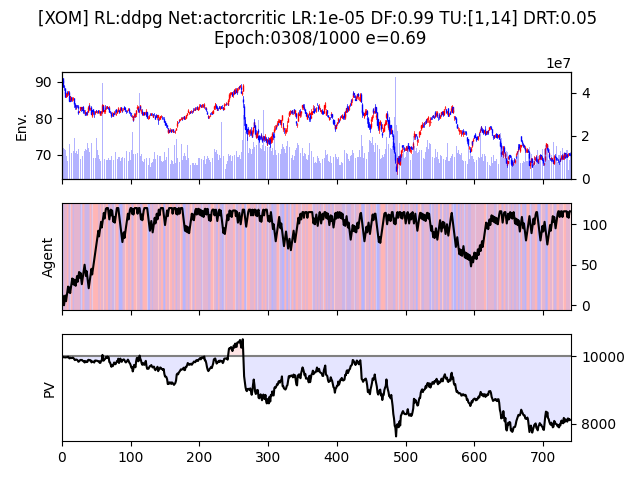 [XOM] RL:ddpg Net:actorcritic LR:1e-05 DF:0.99 TU:[1,14] DRT:0.05
Epoch:0308/1000 e=0.69
1e7
90
80
70
Env.
4
2
0
Agent
100
50
0
PV
10000
8000
0 100 200 300 400 500 600 700